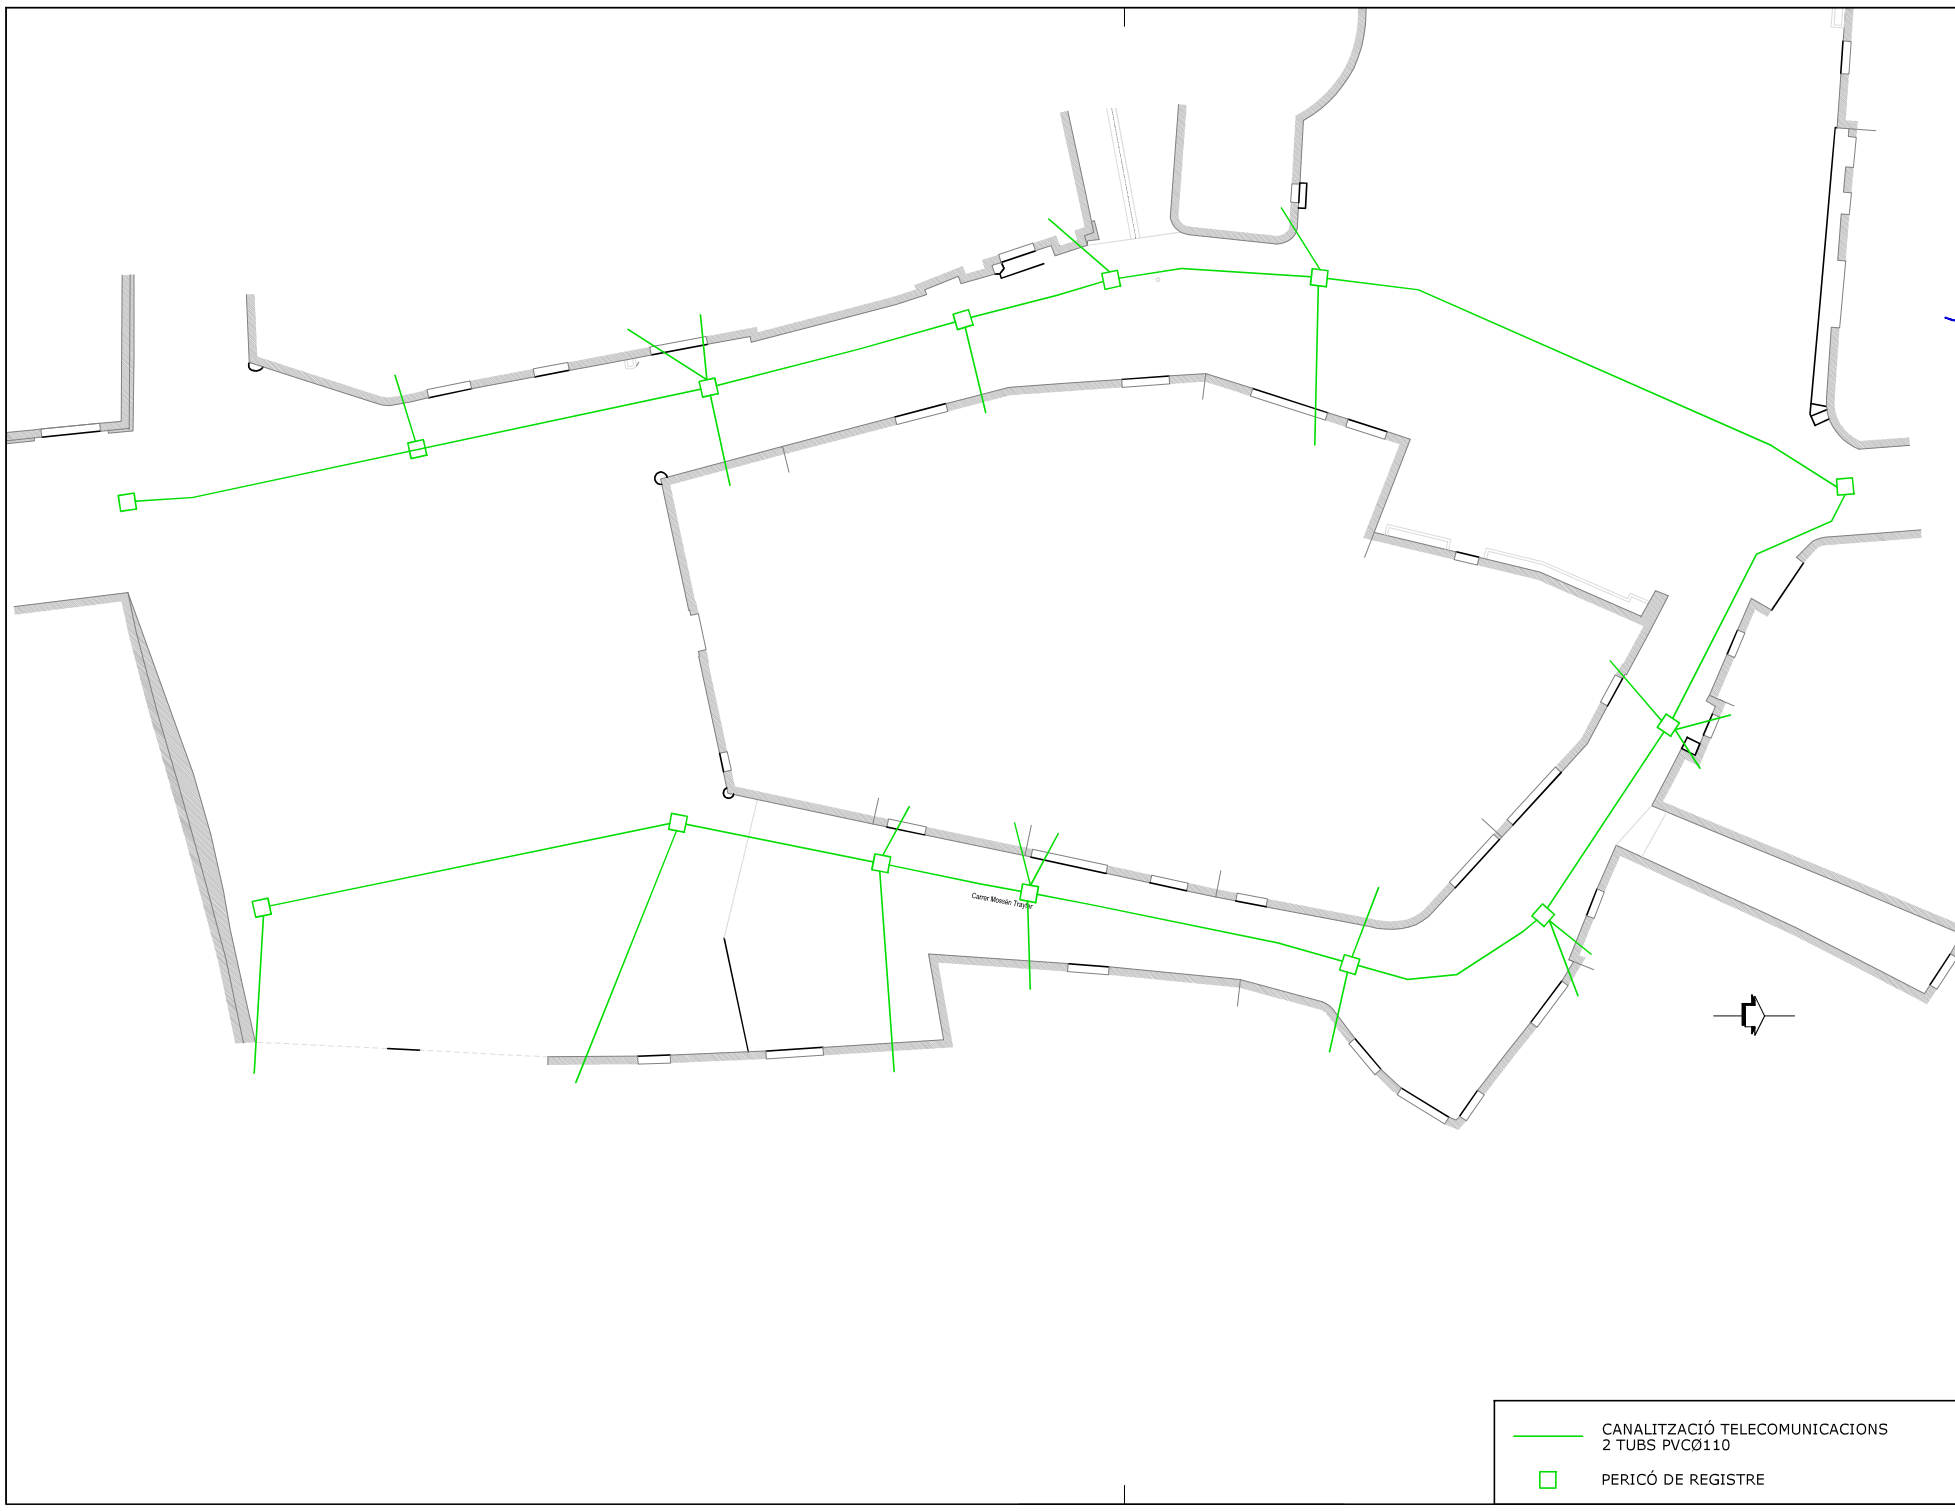 Carrer Mossèn Trayter
CANALITZACIÓ TELECOMUNICACIONS
2 TUBS PVCØ110
PERICÓ DE REGISTRE